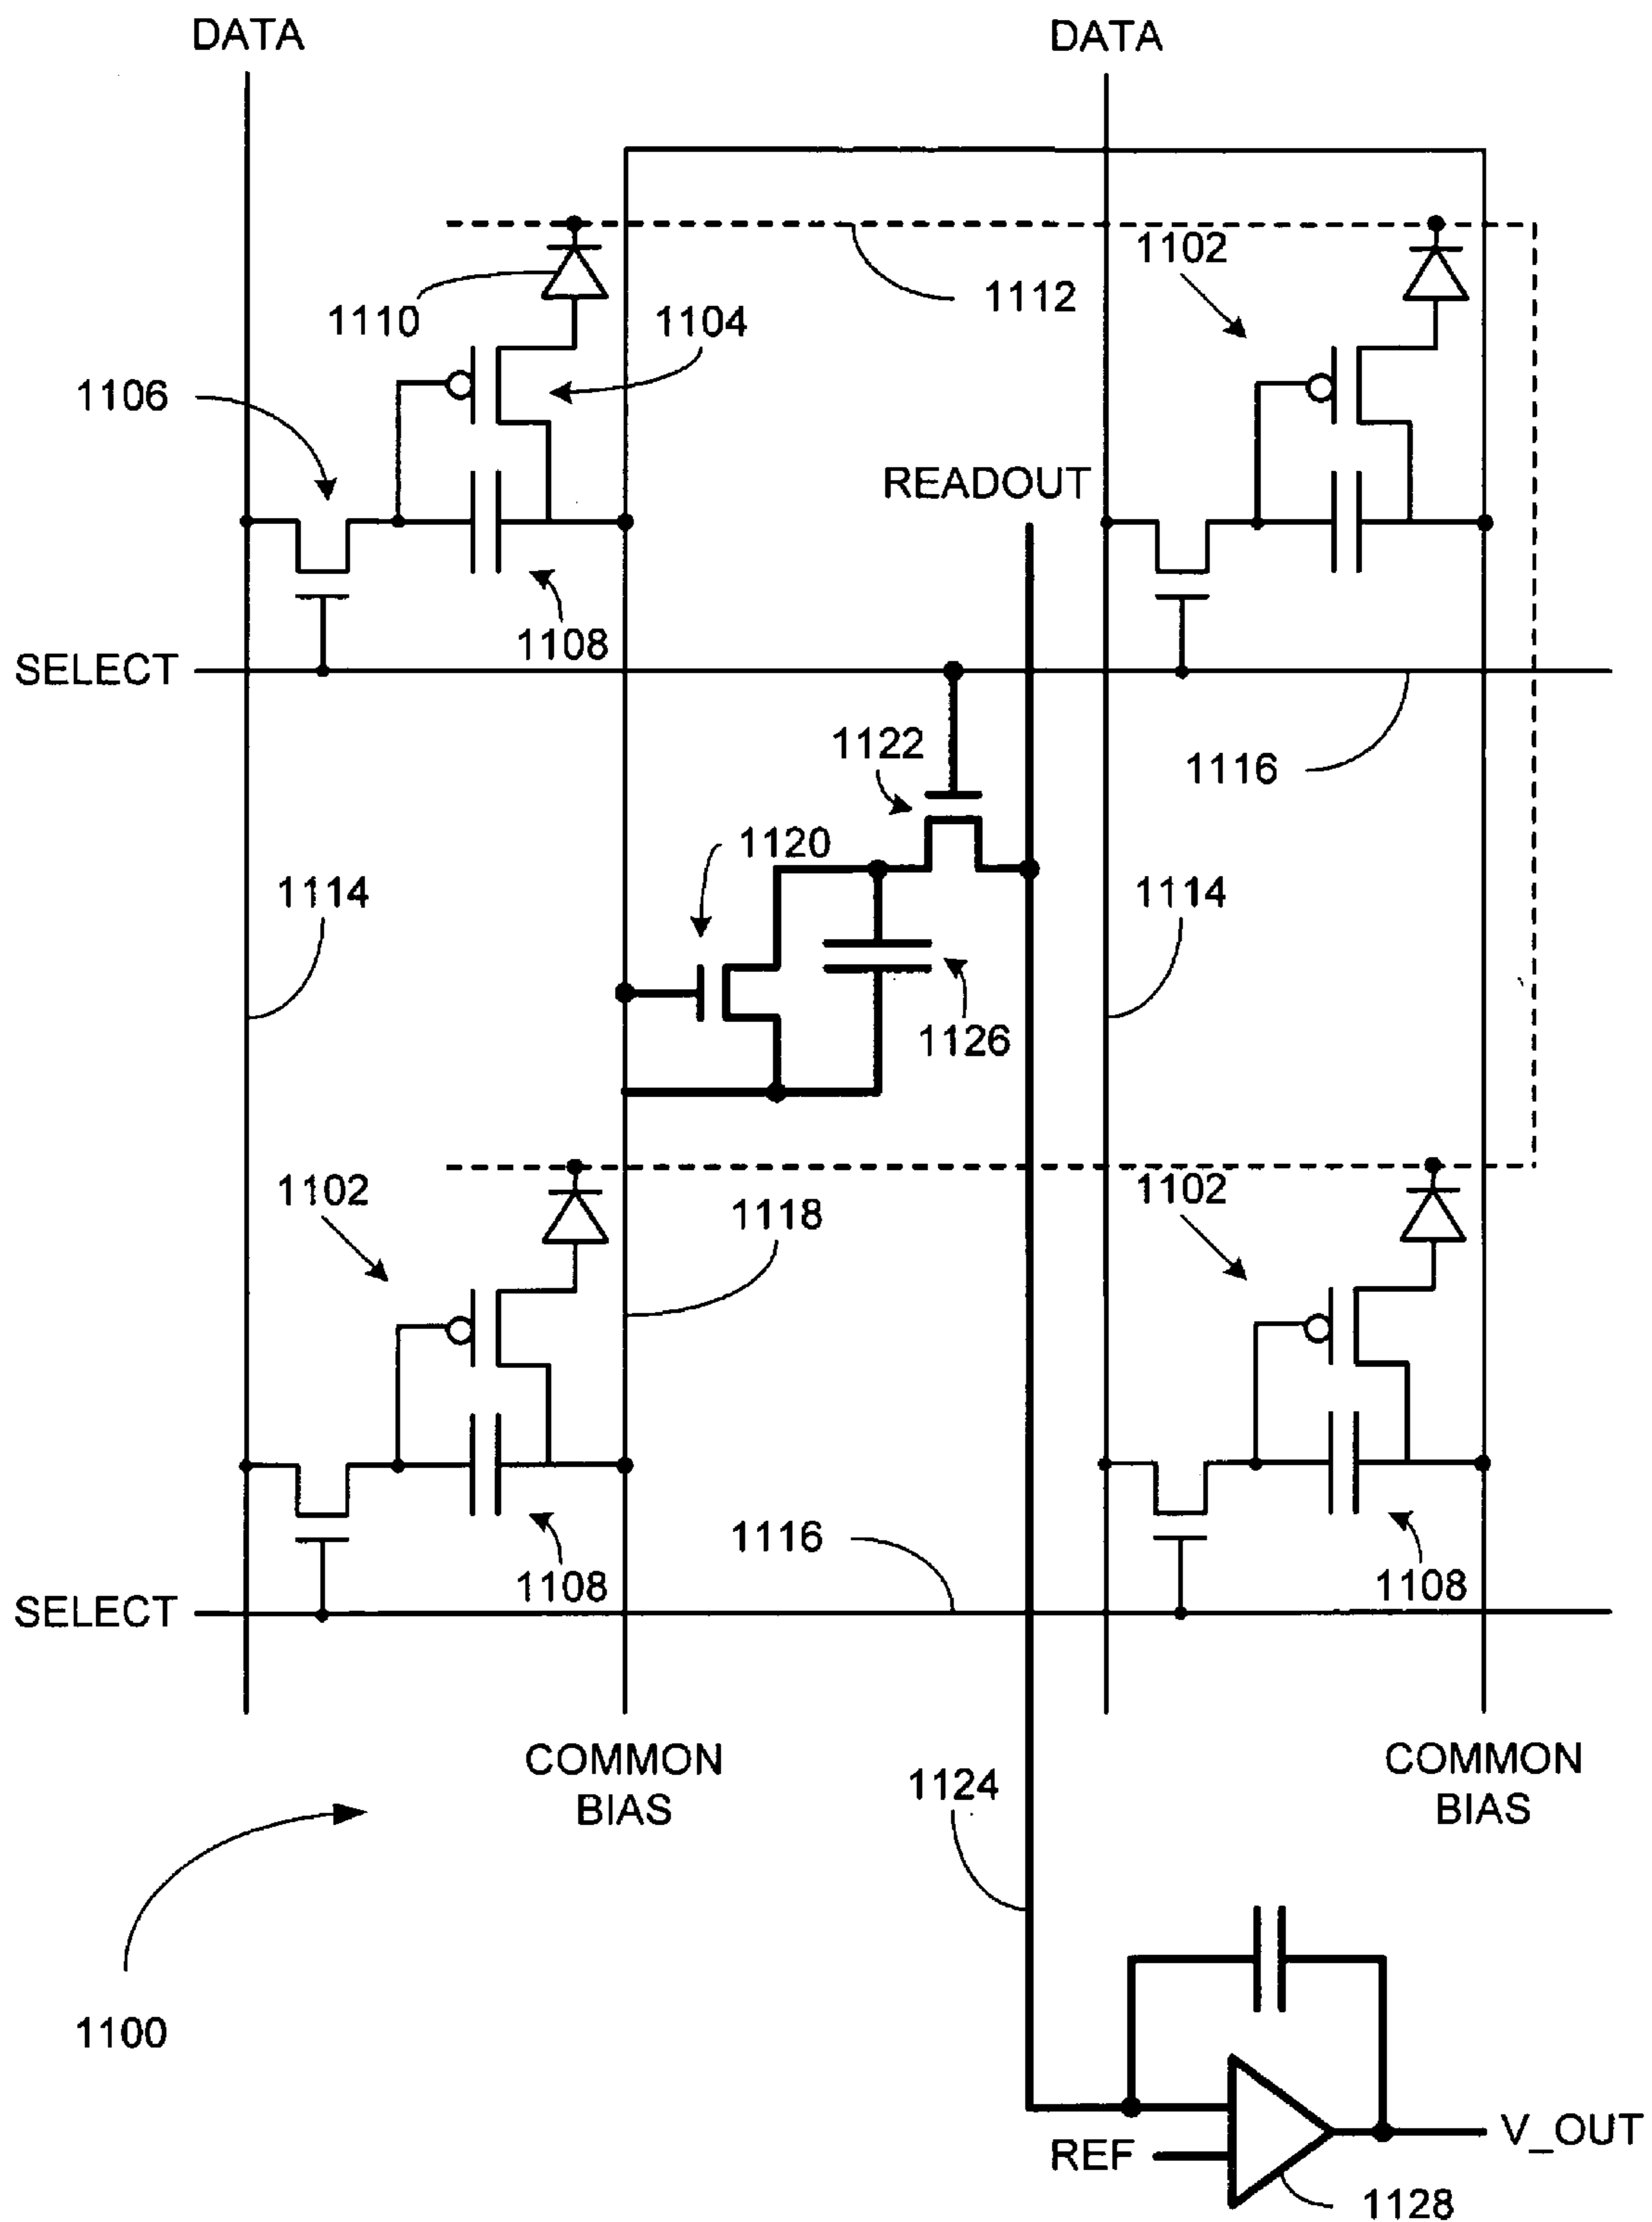 DATA
DATA
1102
1110
1112
1104
1106
READOUT
1108
SELECT
1122
1116
1120
1114
1114
1126
1102
1118
1102
1116
1108
1108
SELECT
COMMON
BIAS
COMMON
BIAS
1124
1100
REF
V_OUT
1128